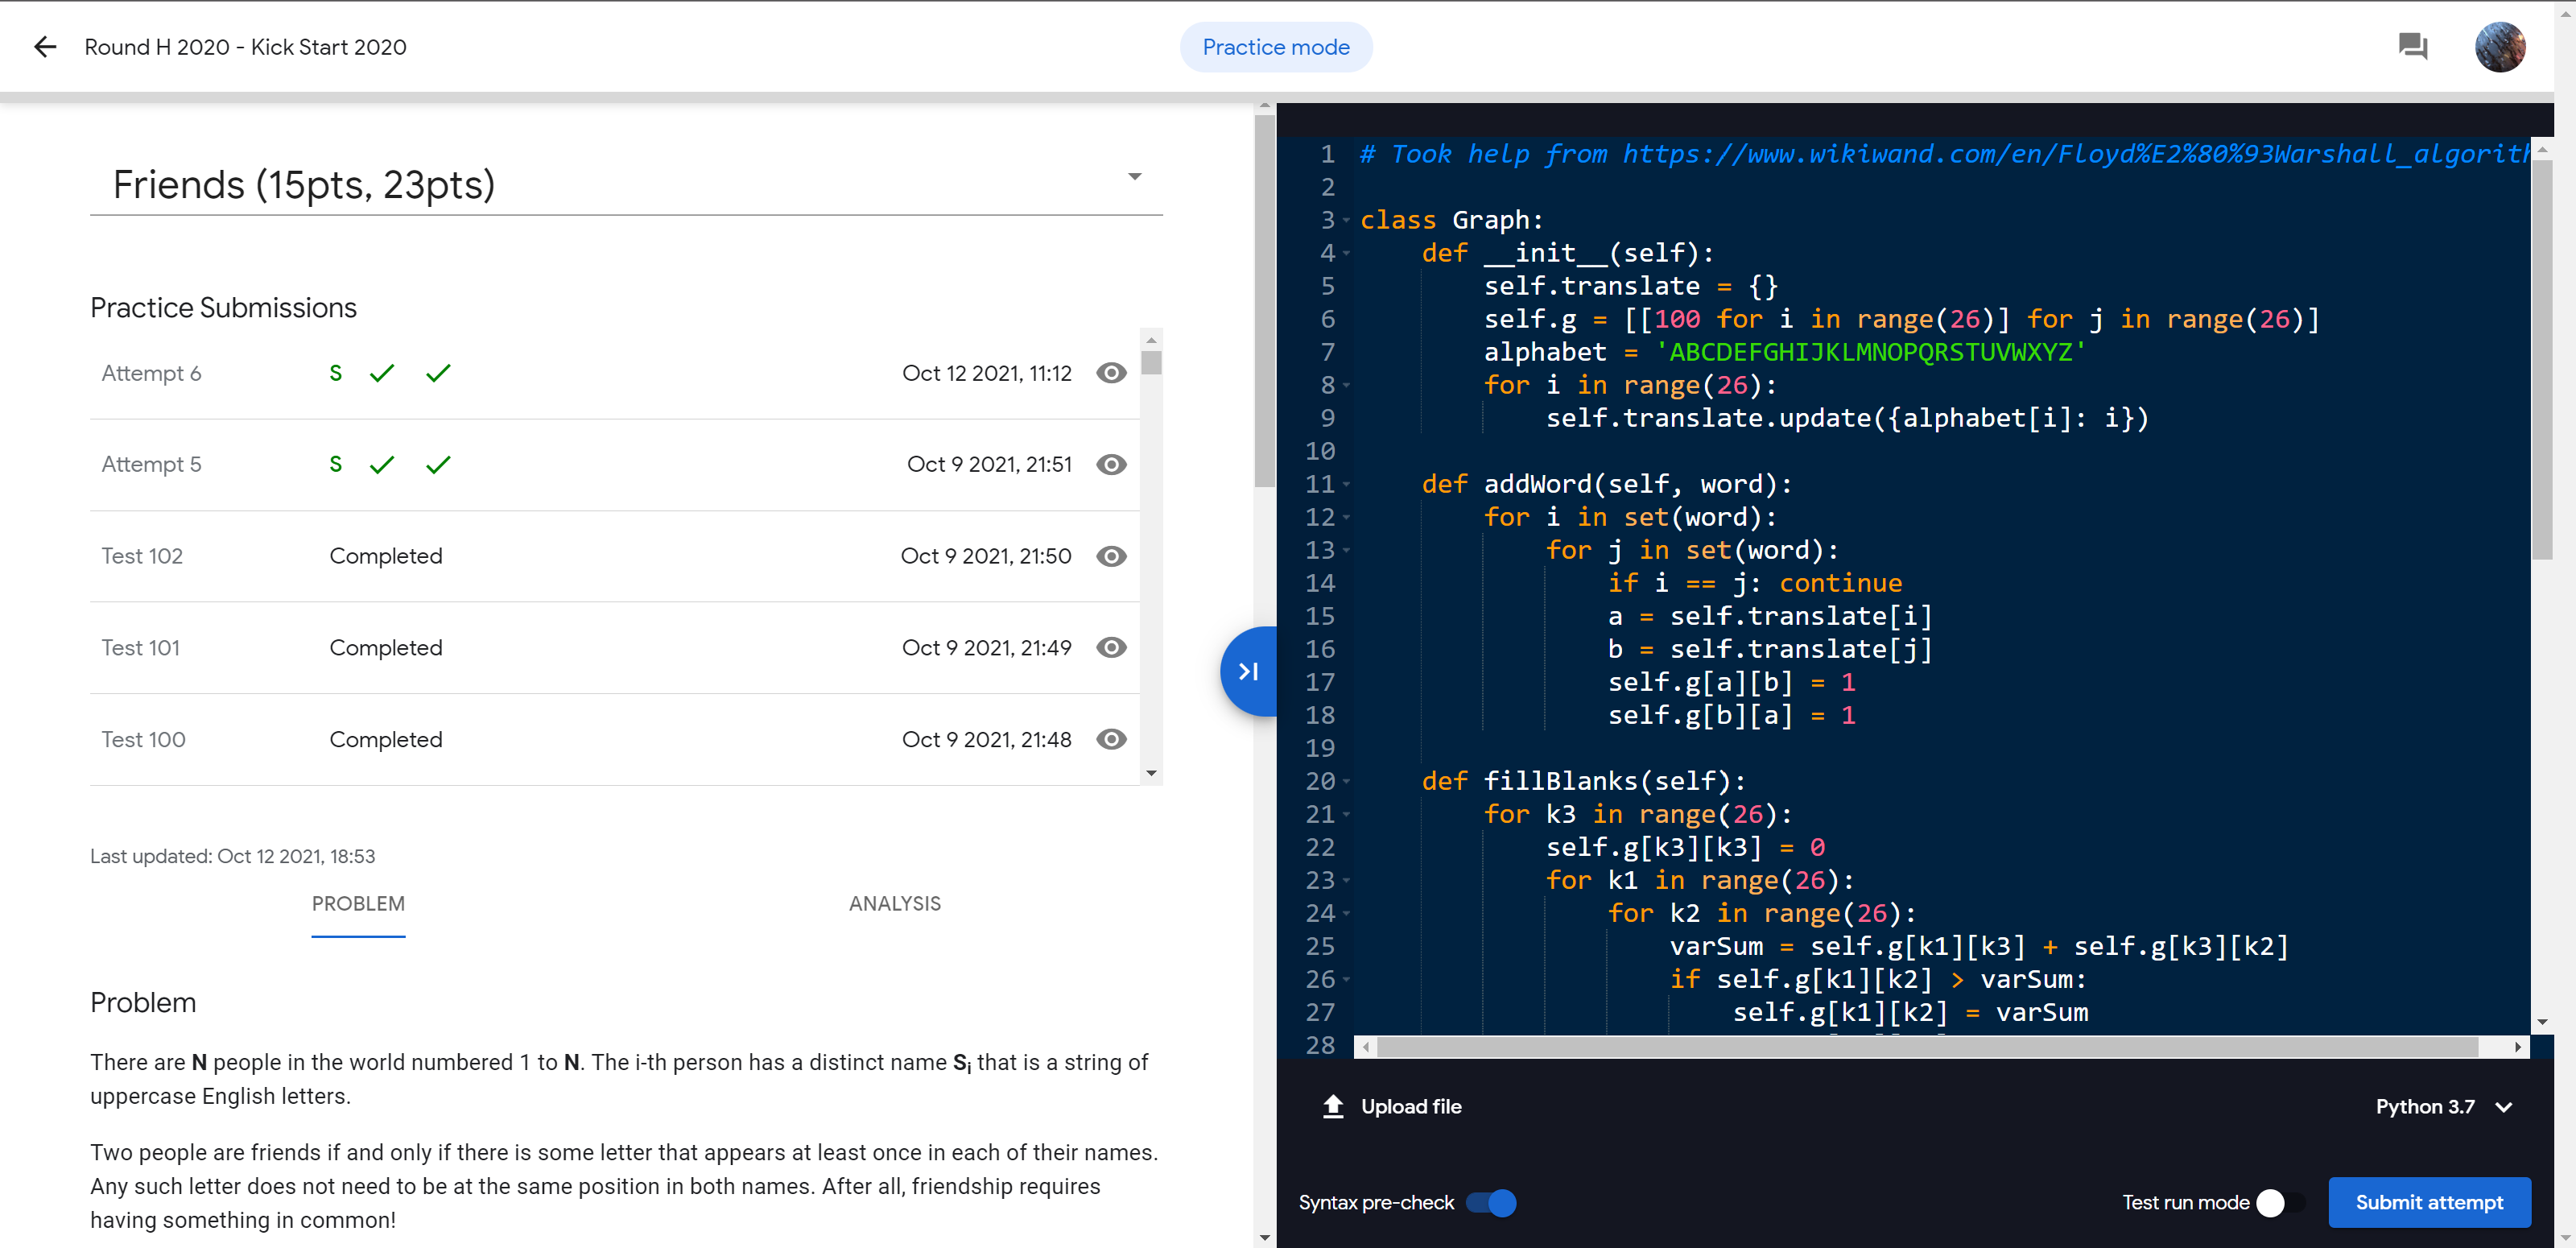 Round H 2020 - Kick Start 2020
Practice mode
Friends (15pts, 23pts)
Practice Submissions
Attempt 6 S Oct 12 2021, 11:12
Attempt 5 S Oct 9 2021, 21:51
Test 102 Completed Oct 9 2021, 21:50
Test 101 Completed Oct 9 2021, 21:49
Test 100 Completed Oct 9 2021, 21:48
Last updated: Oct 12 2021, 18:53
PROBLEM ANALYSIS
Problem
There are N people in the world numbered 1 to N. The i-th person has a distinct name Si that is a string of
uppercase English letters.
Two people are friends if and only if there is some letter that appears at least once in each of their names.
Any such letter does not need to be at the same position in both names. After all, friendship requires
having something in common!
1 # Took help from https://www.wikiwand.com/en/Floyd%E2%80%93Warshall_algorith
2
3 class Graph:
4     def __init__(self):
5         self.translate = {}
6         self.g = [[100 for i in range(26)] for j in range(26)]
7         alphabet = 'ABCDEFGHIJKLMNOPQRSTUVWXYZ'
8         for i in range(26):
9             self.translate.update({alphabet[i]: i})
10
11     def addWord(self, word):
12         for i in set(word):
13             for j in set(word):
14                 if i == j: continue
15                 a = self.translate[i]
16                 b = self.translate[j]
17                 self.g[a][b] = 1
18                 self.g[b][a] = 1
19
20     def fillBlanks(self):
21         for k3 in range(26):
22             self.g[k3][k3] = 0
23             for k1 in range(26):
24                 for k2 in range(26):
25                     varSum = self.g[k1][k3] + self.g[k3][k2]
26                     if self.g[k1][k2] > varSum:
27                         self.g[k1][k2] = varSum
28
Upload file
Python 3.7
Syntax pre-check
Test run mode
Submit attempt